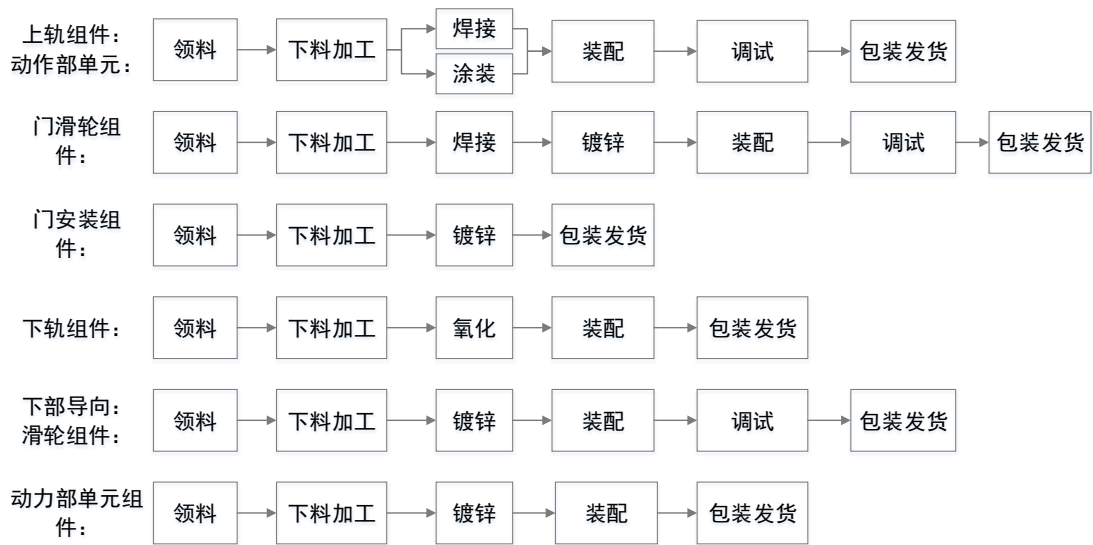 上轨组件：
动作部单元：
领料
下料加工
焊接
涂装
装配
调试
包装发货
门滑轮组
件：
领料
下料加工
焊接
镀锌
装配
调试
包装发货
门安装组
件：
领料
下料加工
镀锌
包装发货
下轨组件：
领料
下料加工
氧化
装配
包装发货
下部导向：
滑轮组件：
领料
下料加工
镀锌
装配
调试
包装发货
动力部单元组
件：
领料
下料加工
镀锌
装配
包装发货